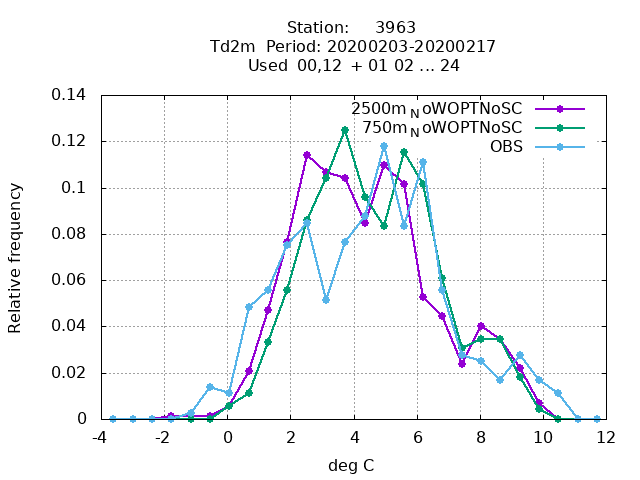 Station: 3963
Td2m Period: 20200203-20200217
Used 00,12 + 01 02 ... 24
0.14
0.12
0.1
0.08
0.06
0.04
0.02
0
Relative frequency
2500m_NoWOPTNoSC
750m_NoWOPTNoSC
OBS
-4 -2 0 2 4 6 8 10 12
deg C